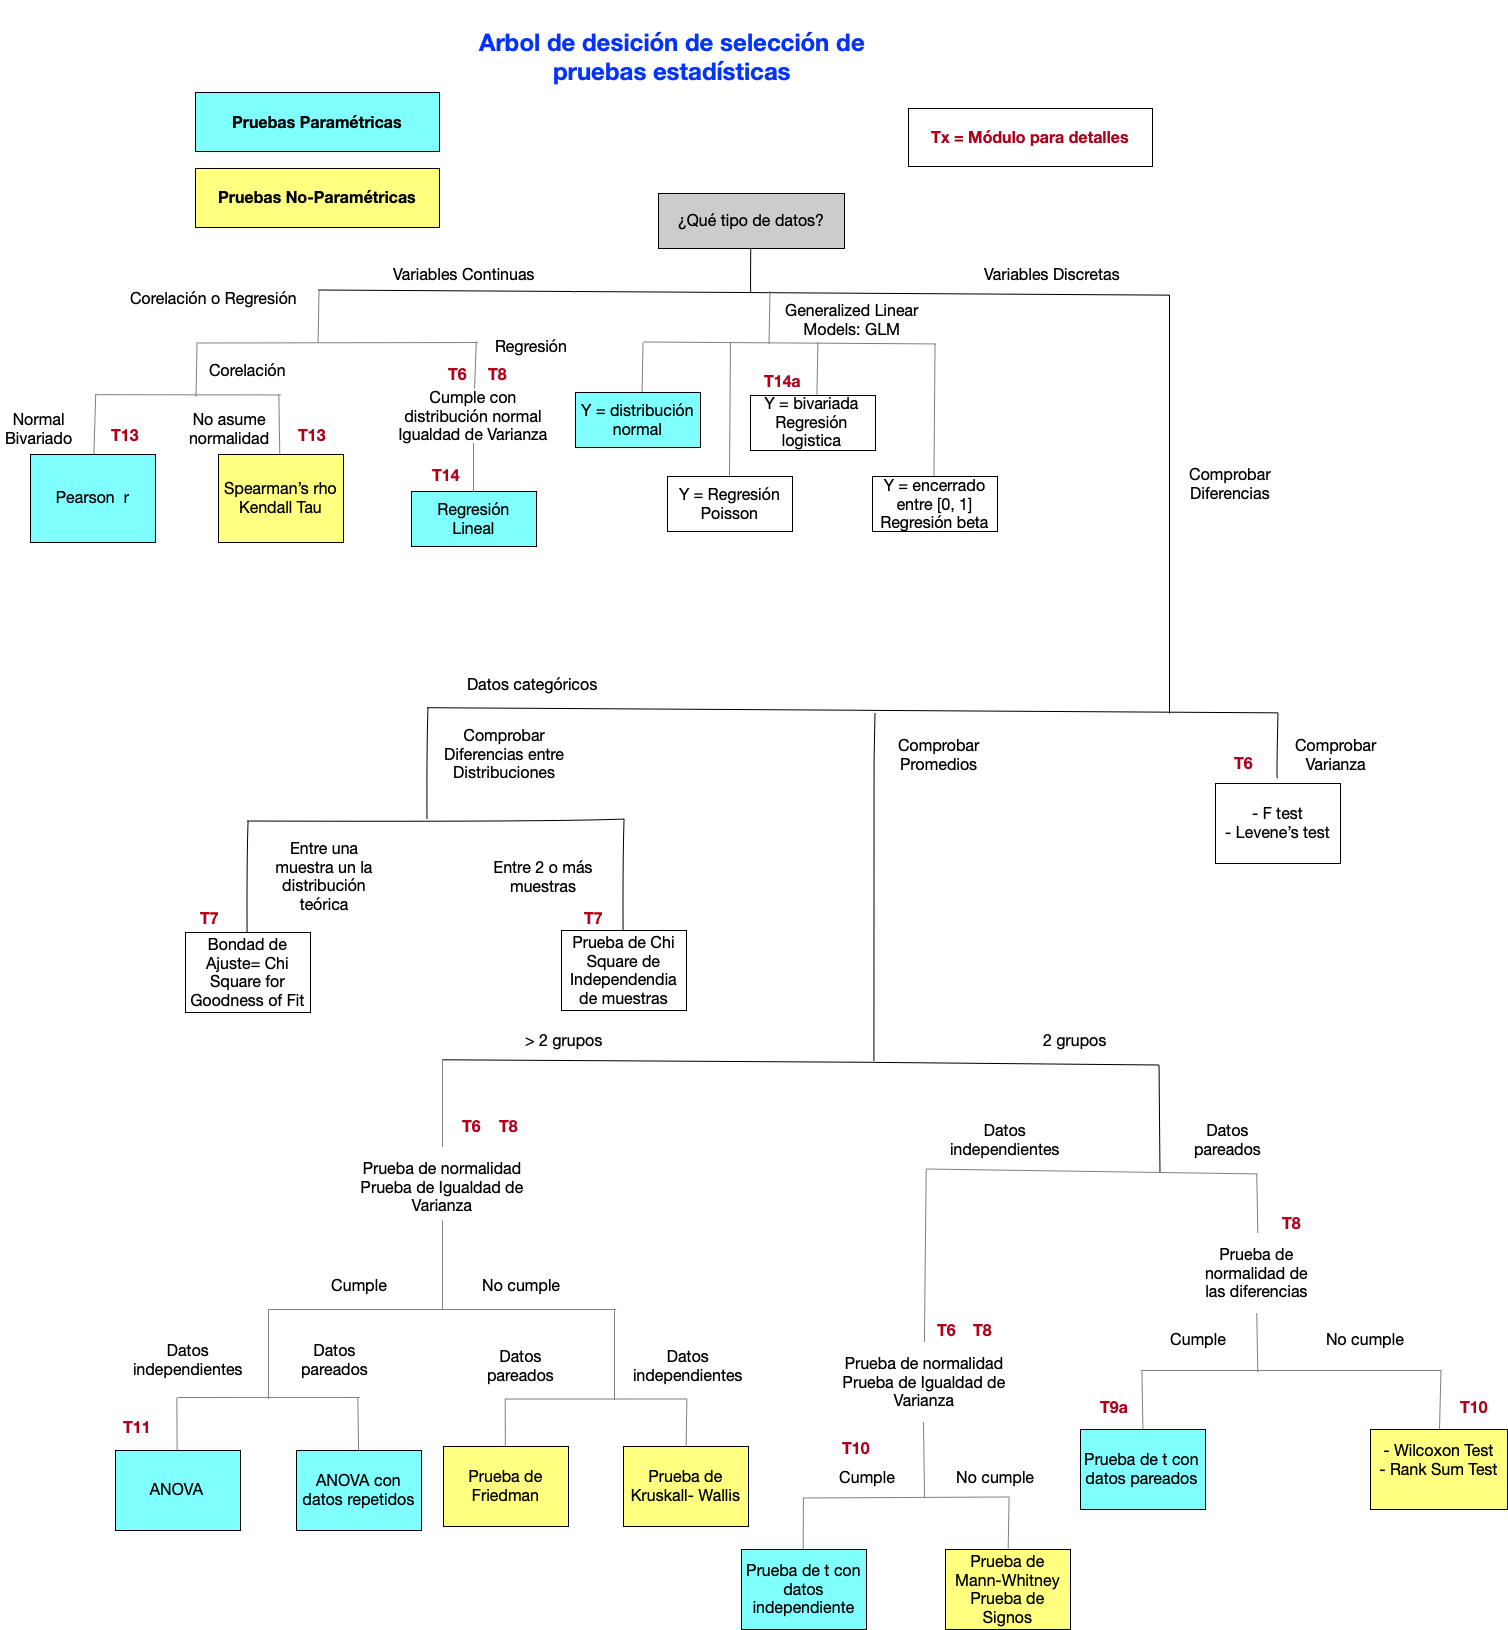 Arbol de desición de selección de
pruebas estadísticas
Pruebas Paramétricas
Tx = Módulo para detalles
Pruebas No-Paramétricas
¿Qué tipo de datos?
Variables Continuas
Variables Discretas
Corelación o Regresión
Generalized Linear
Models: GLM
Regresión
Corelación
T6 T8
Cumple con
distribución normal
Igualdad de Varianza
Normal
Bivariado
T13
No asume
normalidad
T13
T14
Pearson r
Spearman’s rho
Kendall Tau
Regresión
Lineal
Y = distribución
normal
T14a
Y = bivariada
Regresión
logistica
Y = Regresión
Poisson
Y = encerrado
entre [0, 1]
Regresión beta
Comprobar
Diferencias
Datos categóricos
Comprobar
Diferencias entre
Distribuciones
Comprobar
Promedios
Comprobar
Varianza
T6
- F test
- Levene’s test
Entre una
muestra un la
distribución
teórica
Entre 2 o más
muestras
T7
T7
Bondad de
Ajuste= Chi
Square for
Goodness of Fit
Prueba de Chi
Square de
Independendia
de muestras
> 2 grupos
2 grupos
T6 T8
Prueba de normalidad
Prueba de Igualdad de
Varianza
Datos
independientes
Datos
pareados
T8
Prueba de
normalidad de
las diferencias
Cumple
No cumple
Datos
independientes
Datos
pareados
Datos
pareados
Datos
independientes
T6 T8
Prueba de normalidad
Prueba de Igualdad de
Varianza
Cumple
No cumple
T11
ANOVA
ANOVA con
datos repetidos
Prueba de
Friedman
Prueba de
Kruskall- Wallis
T10
Cumple
No cumple
T9a
T10
Prueba de t con
datos pareados
- Wilcoxon Test
- Rank Sum Test
Prueba de t con
datos
independiente
Prueba de
Mann-Whitney
Prueba de
Signos